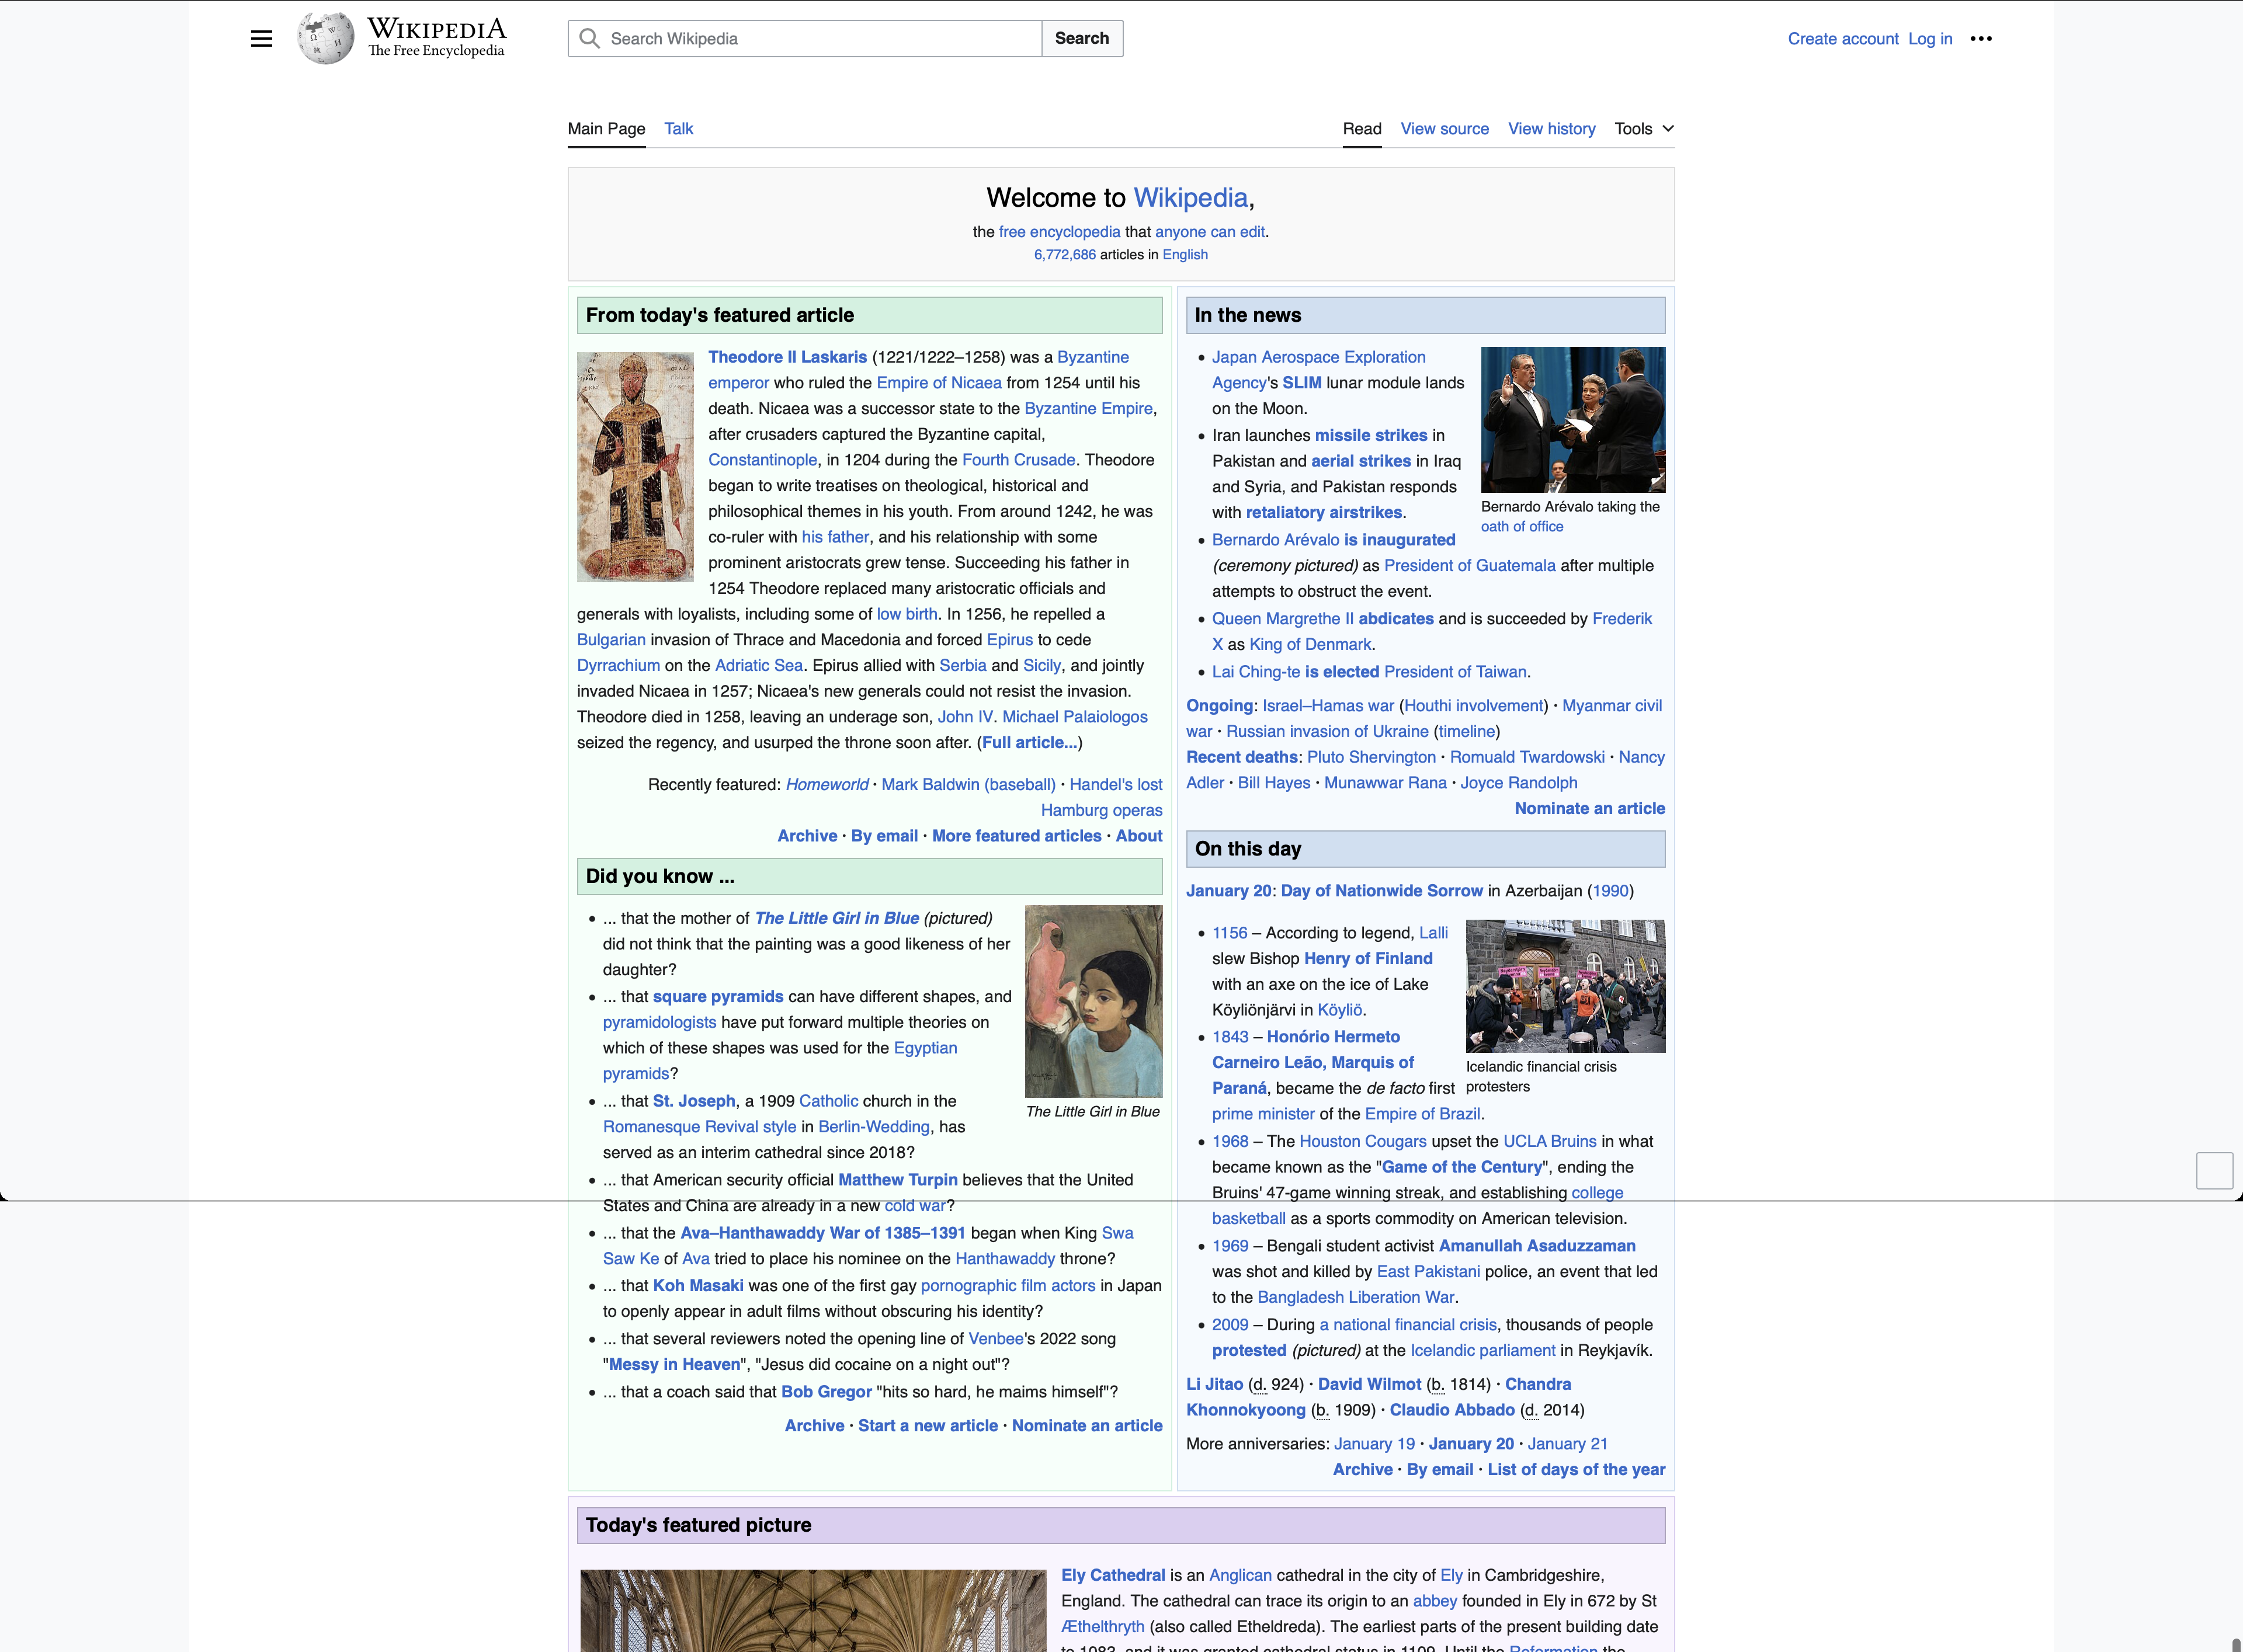 WIKIPEDIA
The Free Encyclopedia
Search Wikipedia
Search
Create account Log in
Main Page Talk
Read View source View history Tools
Welcome to Wikipedia,
the free encyclopedia that anyone can edit.
6,772,686 articles in English
From today's featured article
Theodore II Laskaris (1221/1222–1258) was a Byzantine
emperor who ruled the Empire of Nicaea from 1254 until his
death. Nicaea was a successor state to the Byzantine Empire,
after crusaders captured the Byzantine capital,
Constantinople, in 1204 during the Fourth Crusade. Theodore
began to write treatises on theological, historical and
philosophical themes in his youth. From around 1242, he was
co-ruler with his father, and his relationship with some
prominent aristocrats grew tense. Succeeding his father in
1254 Theodore replaced many aristocratic officials and
generals with loyalists, including some of low birth. In 1256, he repelled a
Bulgarian invasion of Thrace and Macedonia and forced Epirus to cede
Dyrrachium on the Adriatic Sea. Epirus allied with Serbia and Sicily, and jointly
invaded Nicaea in 1257; Nicaea's new generals could not resist the invasion.
Theodore died in 1258, leaving an underage son, John IV. Michael Palaiologos
seized the regency, and usurped the throne soon after. (Full article...)
Recently featured: Homeworld · Mark Baldwin (baseball) · Handel's lost
Hamburg operas
Archive · By email · More featured articles · About
Did you know ...
• ... that the mother of The Little Girl in Blue (pictured)
did not think that the painting was a good likeness of her
daughter?
• ... that square pyramids can have different shapes, and
pyramidologists have put forward multiple theories on
which of these shapes was used for the Egyptian
pyramids?
• ... that St. Joseph, a 1909 Catholic church in the
Romanesque Revival style in Berlin-Wedding, has
served as an interim cathedral since 2018?
The Little Girl in Blue
• ... that American security official Matthew Turpin believes that the United
States and China are already in a new cold war?
• ... that the Ava–Hanthawaddy War of 1385–1391 began when King Swa
Saw Ke of Ava tried to place his nominee on the Hanthawaddy throne?
• ... that Koh Masaki was one of the first gay pornographic film actors in Japan
to openly appear in adult films without obscuring his identity?
• ... that several reviewers noted the opening line of Venbee's 2022 song
"Messy in Heaven", "Jesus did cocaine on a night out"?
• ... that a coach said that Bob Gregor "hits so hard, he maims himself"?
Archive · Start a new article · Nominate an article
In the news
• Japan Aerospace Exploration
Agency's SLIM lunar module lands
on the Moon.
• Iran launches missile strikes in
Pakistan and aerial strikes in Iraq
and Syria, and Pakistan responds
with retaliatory airstrikes.
Bernardo Arévalo taking the
oath of office
• Bernardo Arévalo is inaugurated
(ceremony pictured) as President of Guatemala after multiple
attempts to obstruct the event.
• Queen Margrethe II abdicates and is succeeded by Frederik
X as King of Denmark.
• Lai Ching-te is elected President of Taiwan.
Ongoing: Israel–Hamas war (Houthi involvement) · Myanmar civil
war · Russian invasion of Ukraine (timeline)
Recent deaths: Pluto Shervington · Romuald Twardowski · Nancy
Adler · Bill Hayes · Munawwar Rana · Joyce Randolph
Nominate an article
On this day
January 20: Day of Nationwide Sorrow in Azerbaijan (1990)
• 1156 – According to legend, Lalli
slew Bishop Henry of Finland
with an axe on the ice of Lake
Köyliönjärvi in Köyliö.
• 1843 – Honório Hermeto
Carneiro Leão, Marquis of
Paraná, became the de facto first
prime minister of the Empire of Brazil.
Icelandic financial crisis
protesters
• 1968 – The Houston Cougars upset the UCLA Bruins in what
became known as the "Game of the Century", ending the
Bruins' 47-game winning streak, and establishing college
basketball as a sports commodity on American television.
• 1969 – Bengali student activist Amanullah Asaduzzaman
was shot and killed by East Pakistani police, an event that led
to the Bangladesh Liberation War.
• 2009 – During a national financial crisis, thousands of people
protested (pictured) at the Icelandic parliament in Reykjavík.
Li Jitao (d. 924) · David Wilmot (b. 1814) · Chandra
Khonnokyoong (b. 1909) · Claudio Abbado (d. 2014)
More anniversaries: January 19 · January 20 · January 21
Archive · By email · List of days of the year
Today's featured picture
Ely Cathedral is an Anglican cathedral in the city of Ely in Cambridgeshire,
England. The cathedral can trace its origin to an abbey founded in Ely in 672 by St
Æthelthryth (also called Etheldreda). The earliest parts of the present building date
to 1083, and it was granted cathedral status in 1109. Until the Reformation the